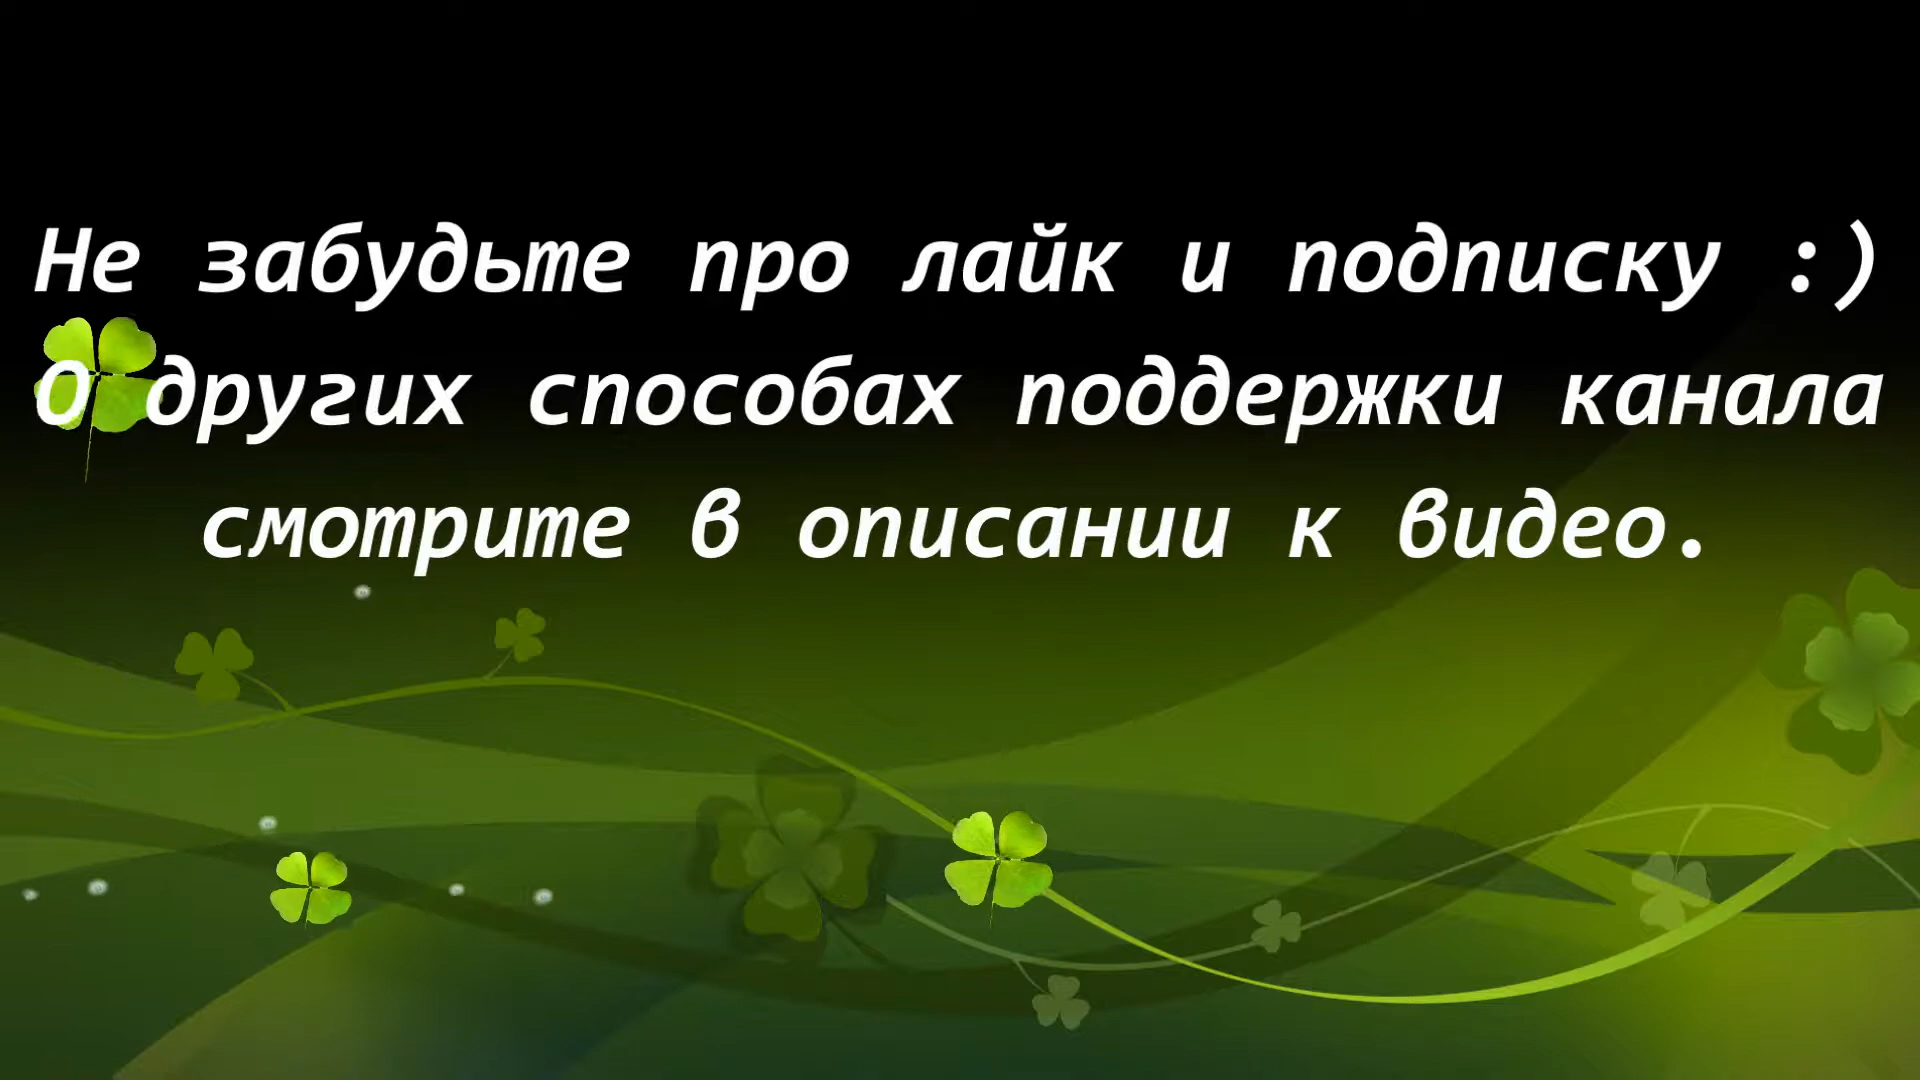 Не забудьте про лайк и подписку :)
О других способах поддержки канала
смотрите в описании к видео.